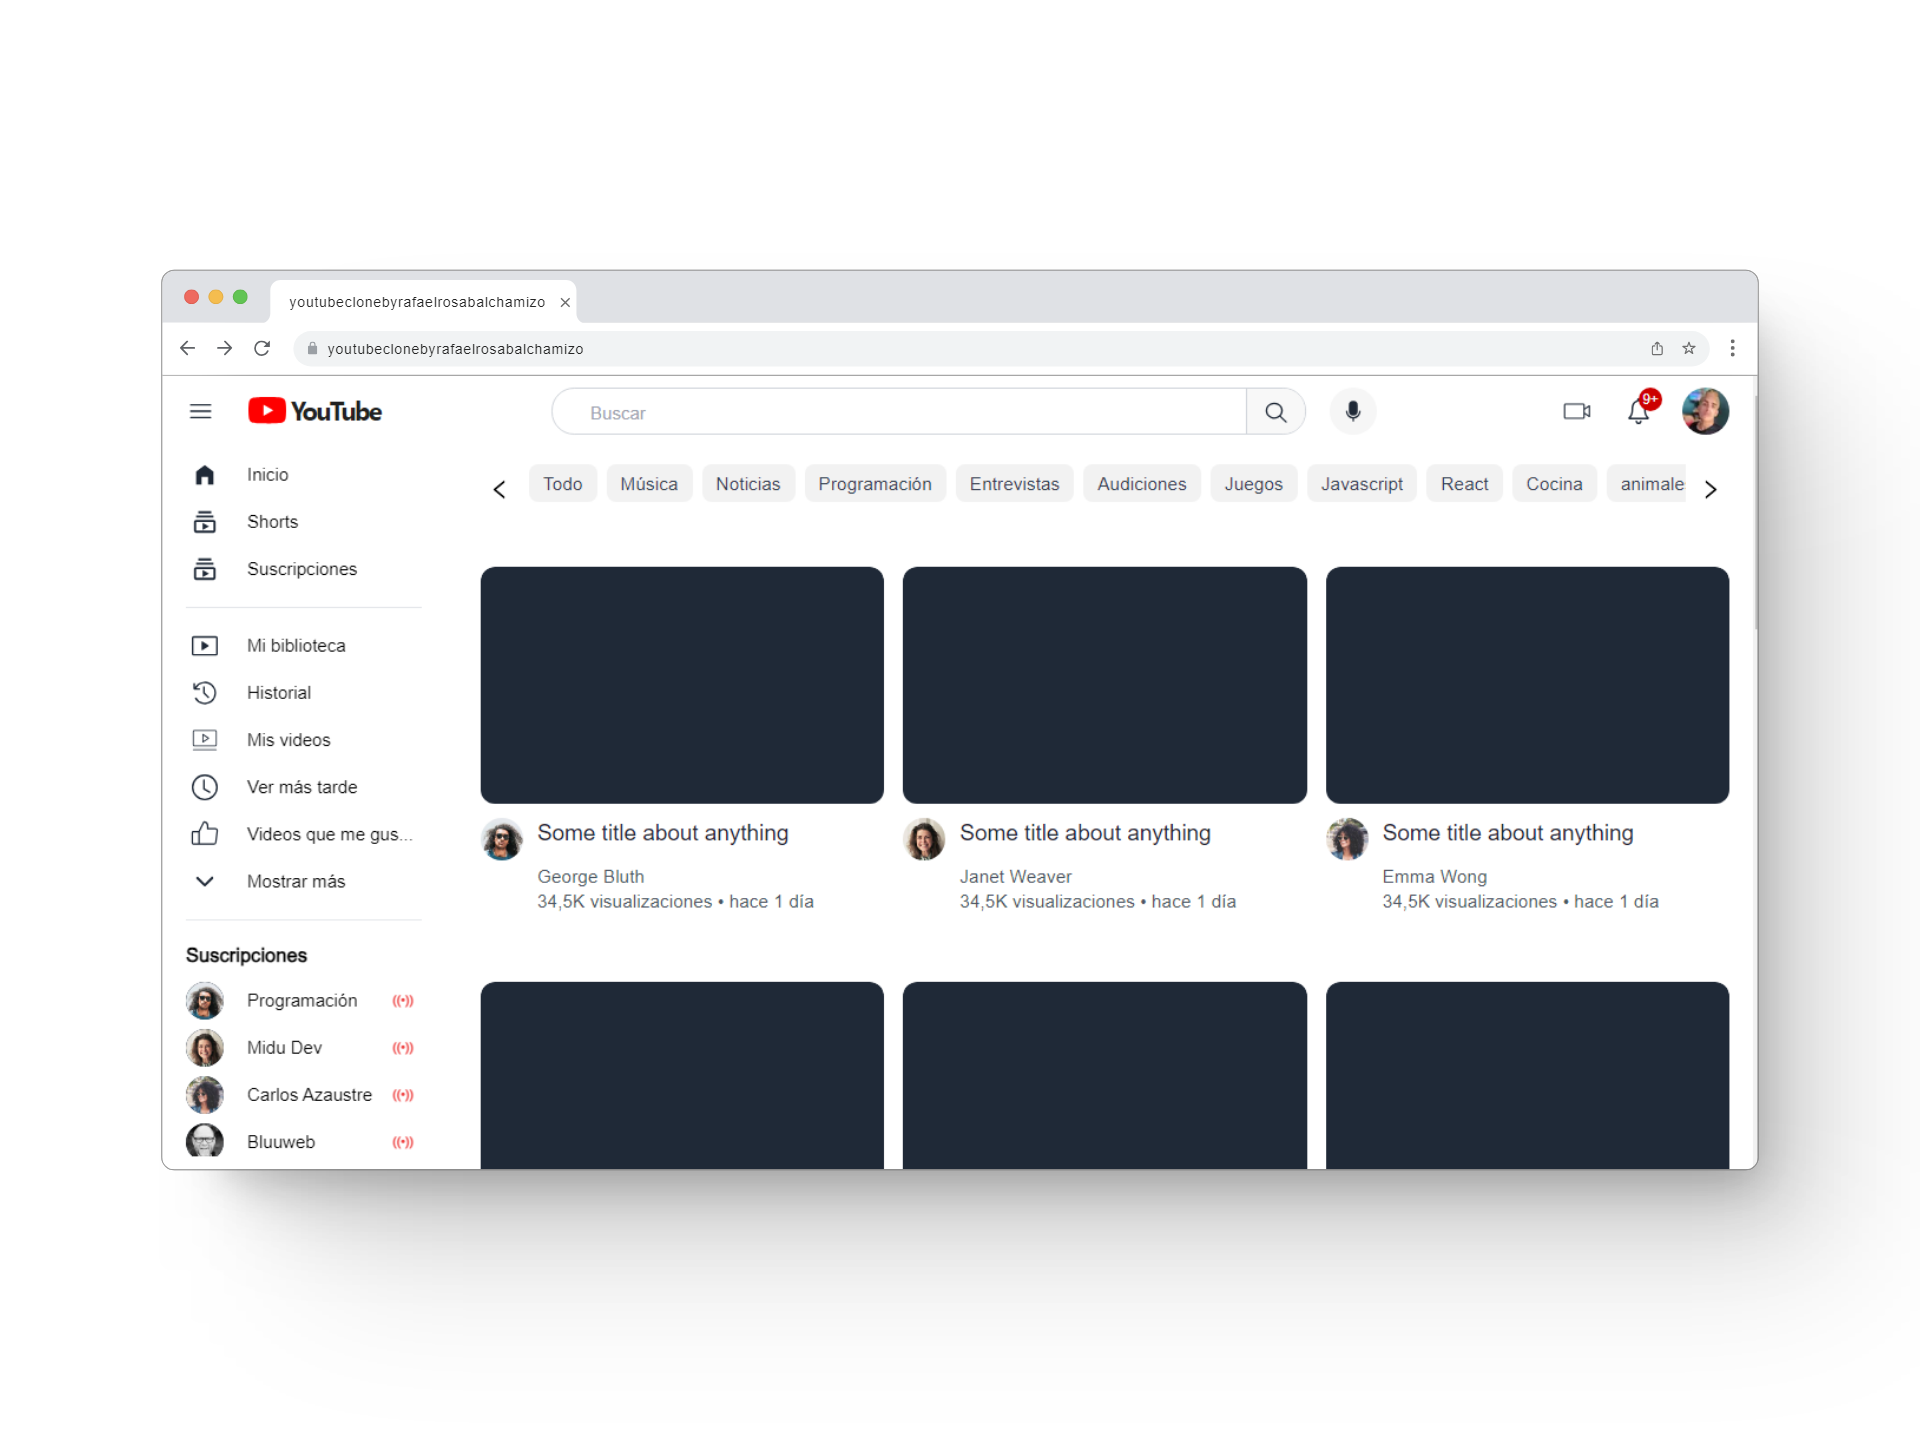 youtubeclonebyrafaelrosabalchamizo
youtubeclonebyrafaelrosabalchamizo
YouTube
Buscar
9+
Inicio
Shorts
Suscripciones
Mi biblioteca
Historial
Mis videos
Ver más tarde
Videos que me gus...
Mostrar más
Suscripciones
Programación
Midu Dev
Carlos Azaustre
Bluuweb
Todo Música Noticias Programación Entrevistas Audiciones Juegos Javascript React Cocina animale
Some title about anything
George Bluth
34,5K visualizaciones • hace 1 día
Some title about anything
Janet Weaver
34,5K visualizaciones • hace 1 día
Some title about anything
Emma Wong
34,5K visualizaciones • hace 1 día